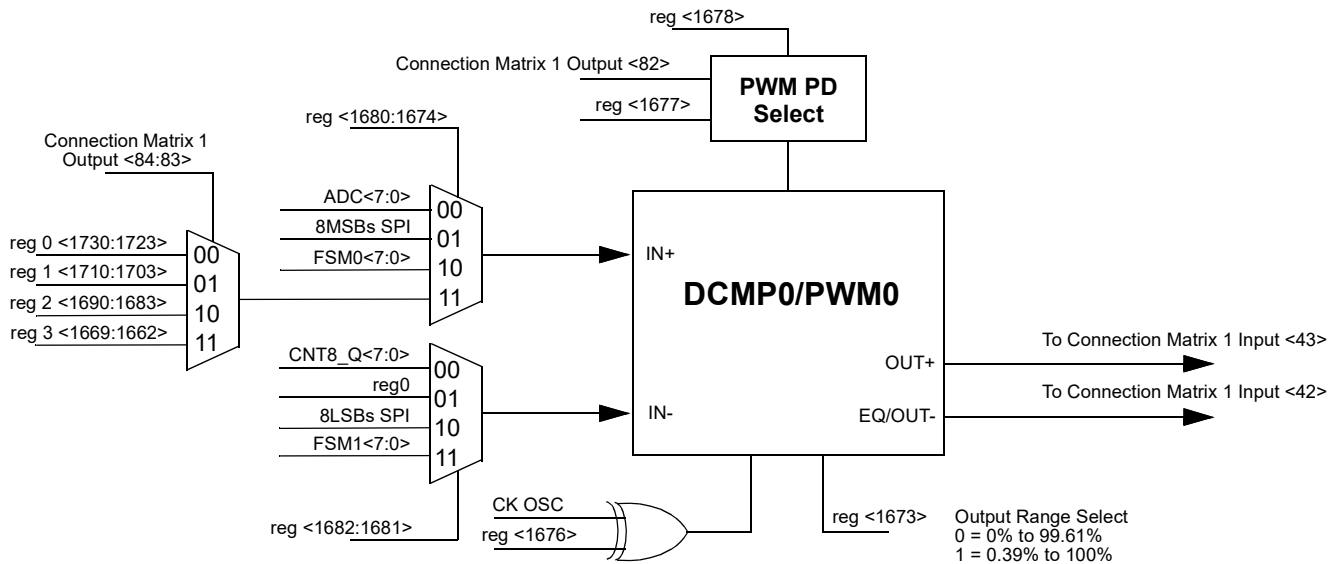 reg <1678>
Connection Matrix 1 Output <82>
reg <1677>
PWM PD
Select
reg <1680:1674>
Connection Matrix 1
Output <84:83>
ADC<7:0>
8MSBs SPI
FSM0<7:0>
00
01
10
11
reg 0 <1730:1723>
reg 1 <1710:1703>
reg 2 <1690:1683>
reg 3 <1669:1662>
00
01
10
11
IN+
DCMP0/PWM0
CNT8_Q<7:0>
reg0
8LSBs SPI
FSM1<7:0>
00
01
10
11
IN-
OUT+
EQ/OUT-
To Connection Matrix 1 Input <43>
To Connection Matrix 1 Input <42>
reg <1682:1681>
CK OSC
reg <1676>
reg <1673>
Output Range Select
0 = 0% to 99.61%
1 = 0.39% to 100%